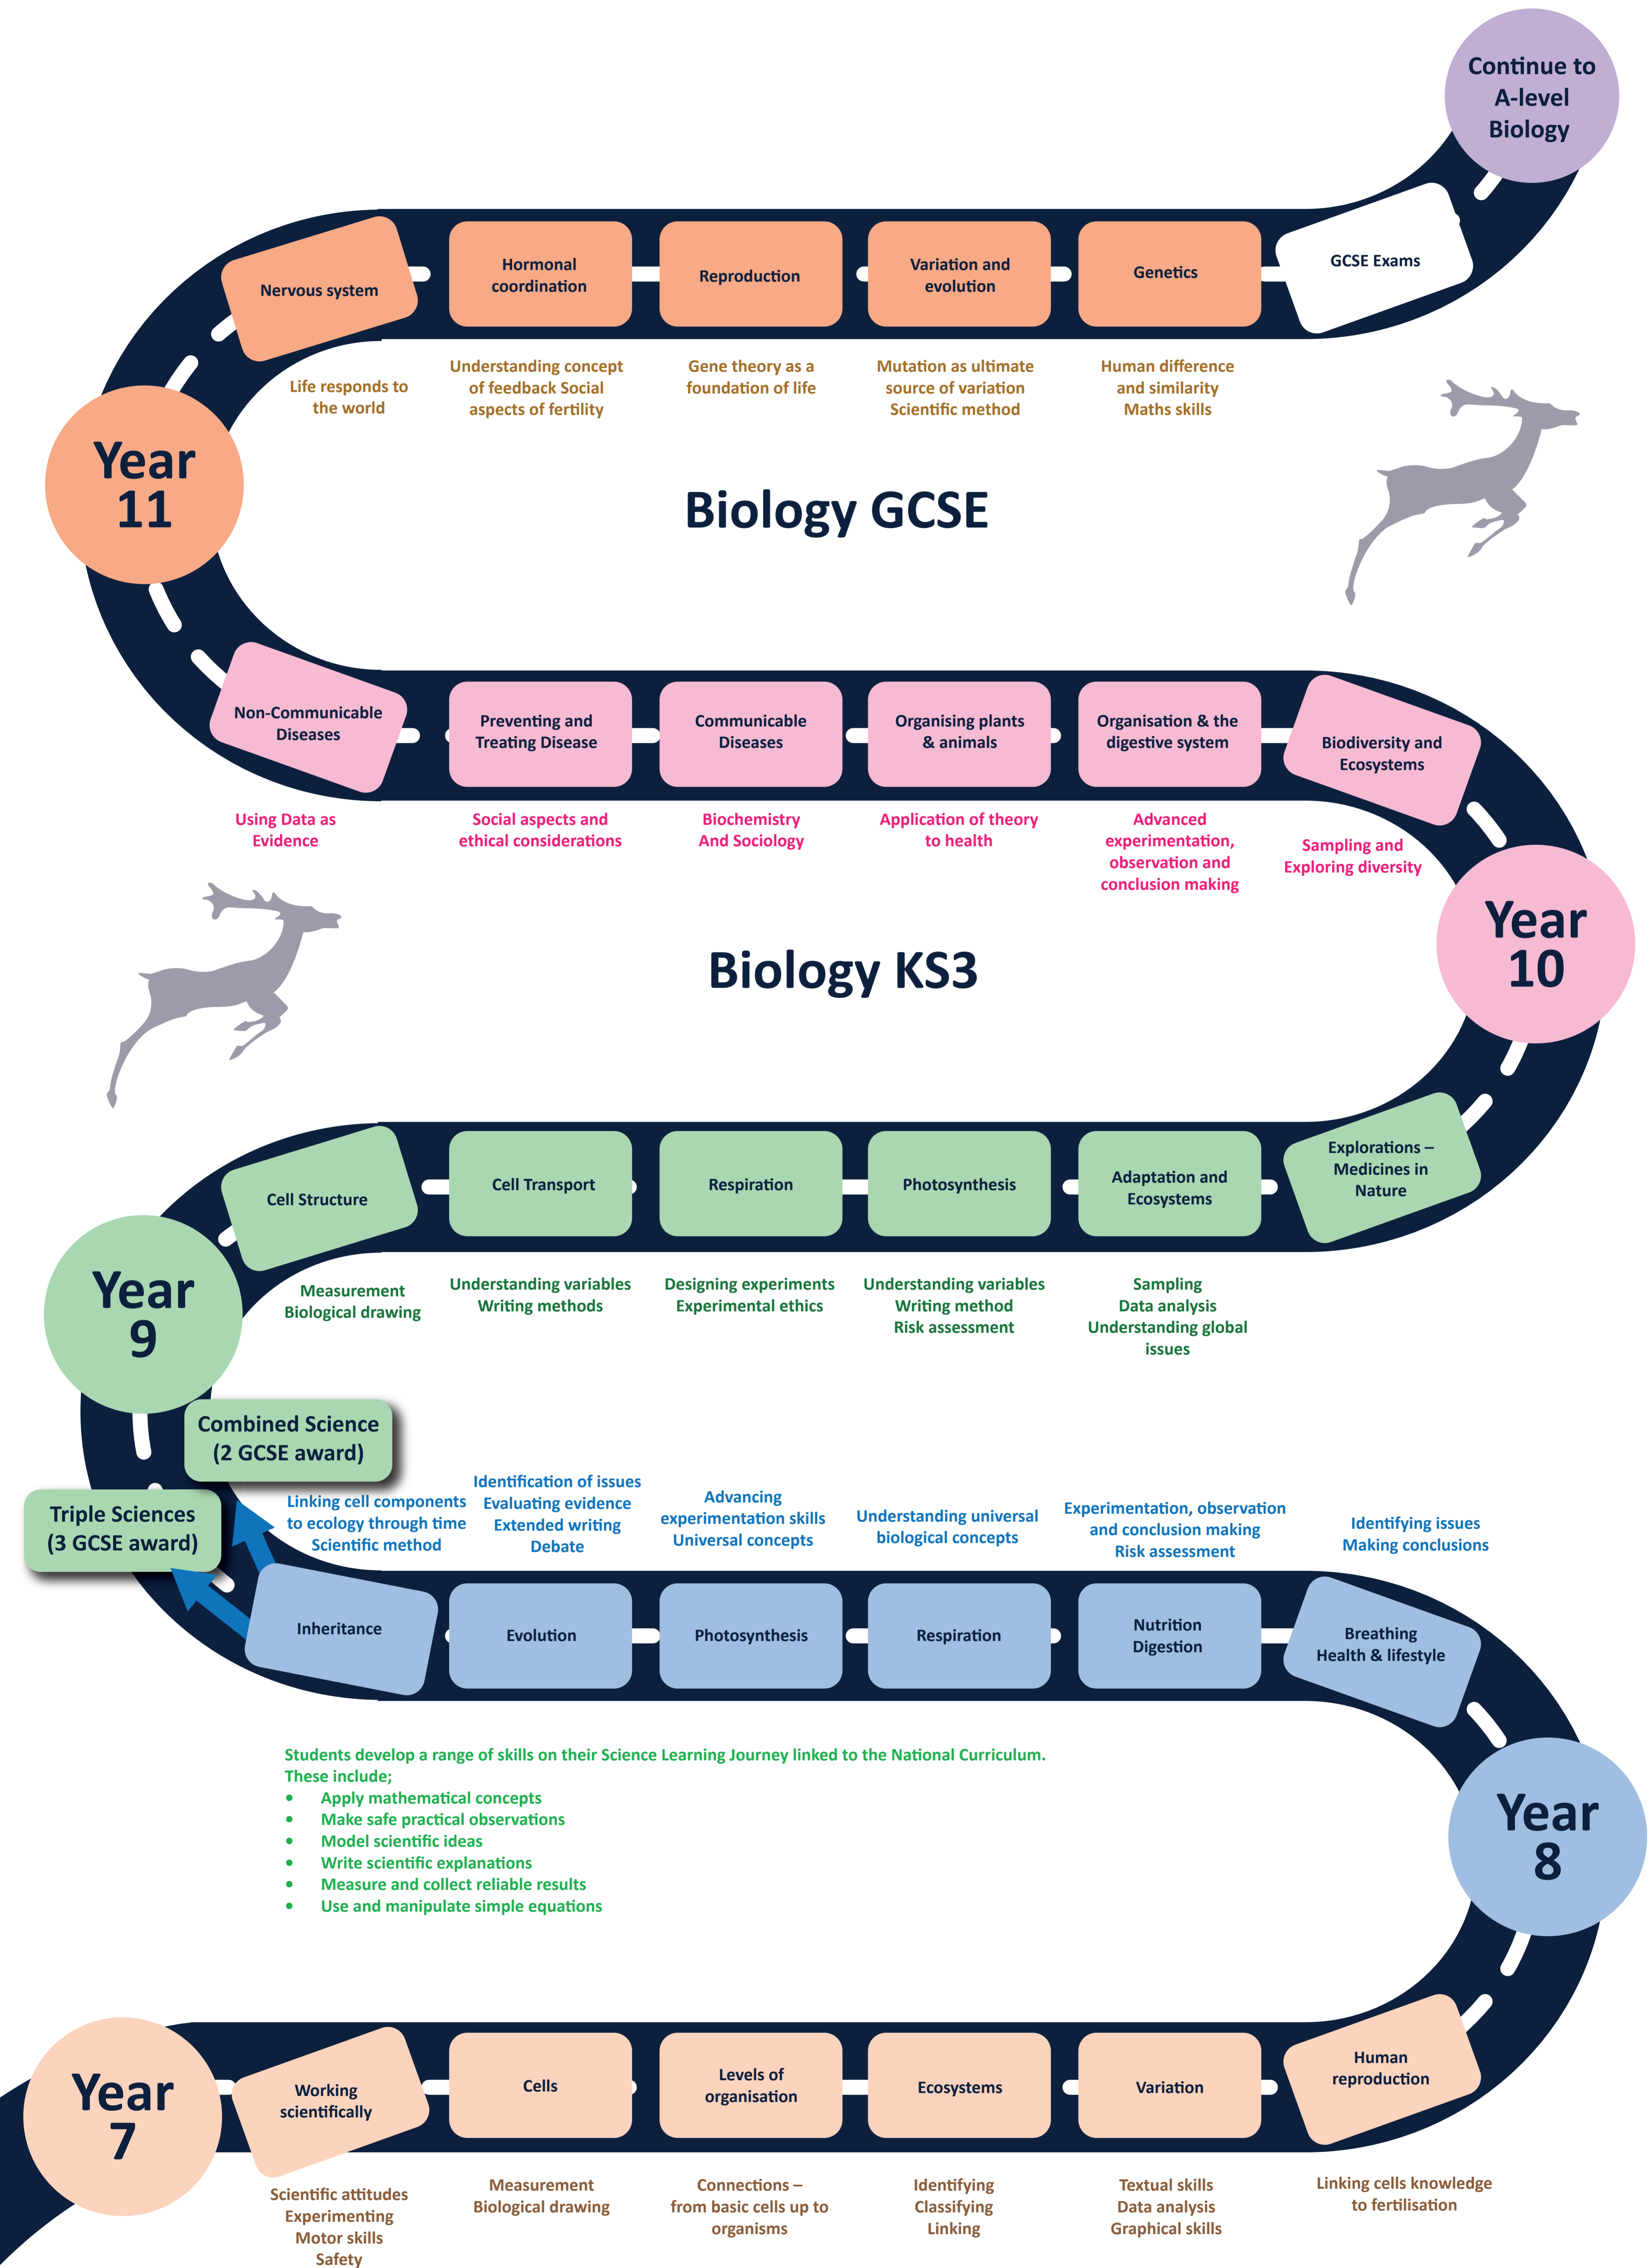 Continue to
A-level
Biology
Nervous system
Hormonal
coordination
Reproduction
Variation and
evolution
Genetics
GCSE Exams
Life responds to
the world
Understanding concept
of feedback Social
aspects of fertility
Gene theory as a
foundation of life
Mutation as ultimate
source of variation
Scientific method
Human difference
and similarity
Maths skills
Year
11
Biology GCSE
Non-Communicable
Diseases
Preventing and
Treating Disease
Communicable
Diseases
Organising plants
& animals
Organisation & the
digestive system
Biodiversity and
Ecosystems
Using Data as
Evidence
Social aspects and
ethical considerations
Biochemistry
And Sociology
Application of theory
to health
Advanced
experimentation,
observation and
conclusion making
Sampling and
Exploring diversity
Year
10
Biology KS3
Cell Structure
Cell Transport
Respiration
Photosynthesis
Adaptation and
Ecosystems
Explorations –
Medicines in
Nature
Year
9
Measurement
Biological drawing
Understanding variables
Writing methods
Designing experiments
Experimental ethics
Understanding variables
Writing method
Risk assessment
Sampling
Data analysis
Understanding global
issues
Combined Science
(2 GCSE award)
Triple Sciences
(3 GCSE award)
Linking cell components
to ecology through time
Scientific method
Identification of issues
Evaluating evidence
Extended writing
Debate
Advancing
experimentation skills
Universal concepts
Understanding universal
biological concepts
Experimentation, observation
and conclusion making
Risk assessment
Identifying issues
Making conclusions
Inheritance
Evolution
Photosynthesis
Respiration
Nutrition
Digestion
Breathing
Health & lifestyle
Students develop a range of skills on their Science Learning Journey linked to the National Curriculum.
These include;
• Apply mathematical concepts
• Make safe practical observations
• Model scientific ideas
• Write scientific explanations
• Measure and collect reliable results
• Use and manipulate simple equations
Year
8
Year
7
Working
scientifically
Cells
Levels of
organisation
Ecosystems
Variation
Human
reproduction
Scientific attitudes
Experimenting
Motor skills
Safety
Measurement
Biological drawing
Connections –
from basic cells up to
organisms
Identifying
Classifying
Linking
Textual skills
Data analysis
Graphical skills
Linking cells knowledge
to fertilisation